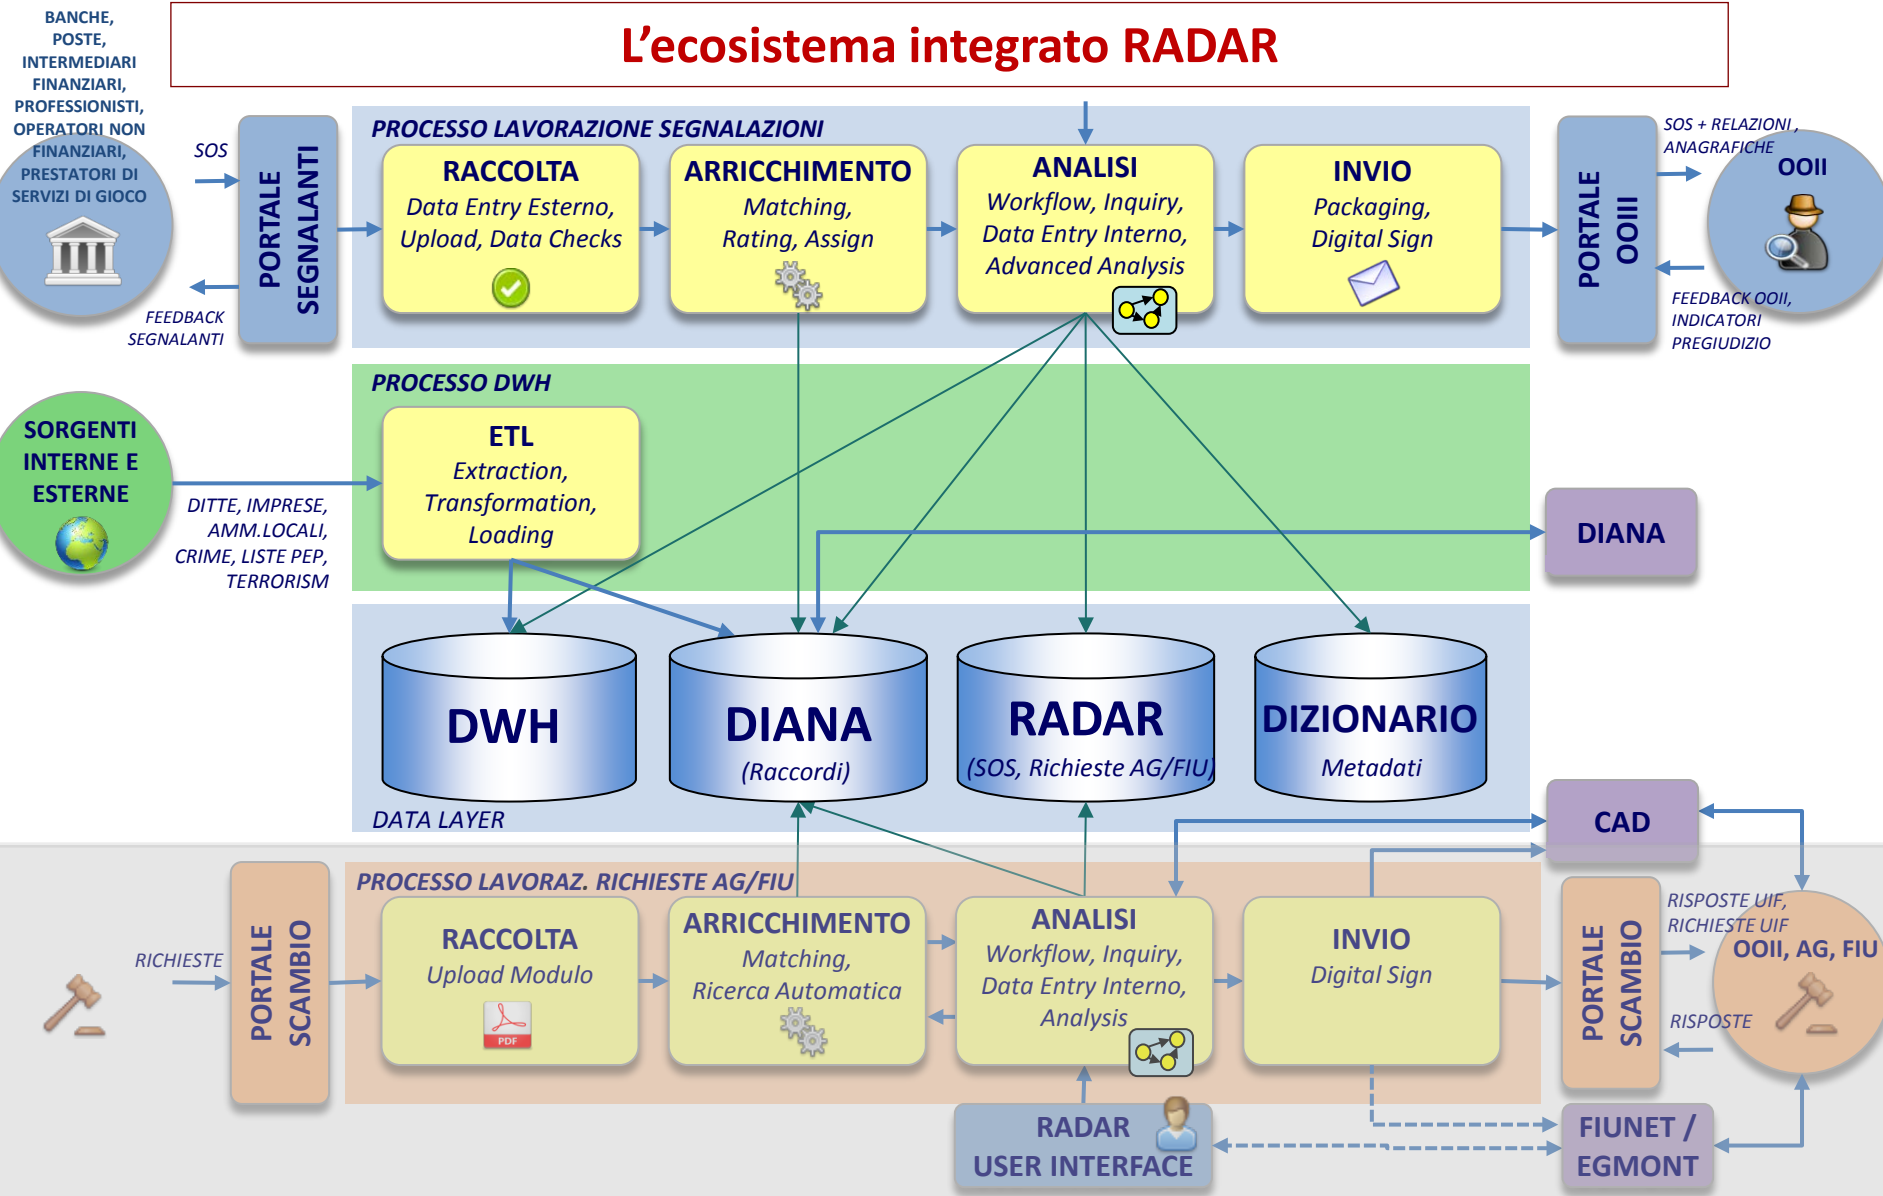 L'ecosistema integrato RADAR
BANCHE,
POSTE,
INTERMEDIARI
FINANZIARI,
PROFESSIONISTI,
OPERATORI NON
FINANZIARI,
PRESTATORI DI
SERVIZI DI GIOCO
SOS
FEEDBACK
SEGNALANTI
PORTALE
SEGNALANTI
PROCESSO LAVORAZIONE SEGNALAZIONI
RACCOLTA
Data Entry Esterno,
Upload, Data Checks
ARRICCHIMENTO
Matching,
Rating, Assign
ANALISI
Workflow, Inquiry,
Data Entry Interno,
Advanced Analysis
INVIO
Packaging,
Digital Sign
PORTALE
OOIII
SOS + RELAZIONI ,
ANAGRAFICHE
OOII
FEEDBACK OOII,
INDICATORI
PREGIUDIZIO
SORGENTI
INTERNE E
ESTERNE
DITTE, IMPRESE,
AMM.LOCALI,
CRIME, LISTE PEP,
TERRORISM
PROCESSO DWH
ETL
Extraction,
Transformation,
Loading
DIANA
DWH
DIANA
(Raccordi)
RADAR
(SOS, Richieste AG/FIU)
DIZIONARIO
Metadati
DATA LAYER
CAD
RICHIESTE
PORTALE
SCAMBIO
PROCESSO LAVORAZ. RICHIESTE AG/FIU
RACCOLTA
Upload Modulo
PDF
ARRICCHIMENTO
Matching,
Ricerca Automatica
ANALISI
Workflow, Inquiry,
Data Entry Interno,
Analysis
INVIO
Digital Sign
PORTALE
SCAMBIO
RISPOSTE UIF,
RICHIESTE UIF
OOII, AG, FIU
RISPOSTE
RADAR
USER INTERFACE
FIUNET /
EGMONT